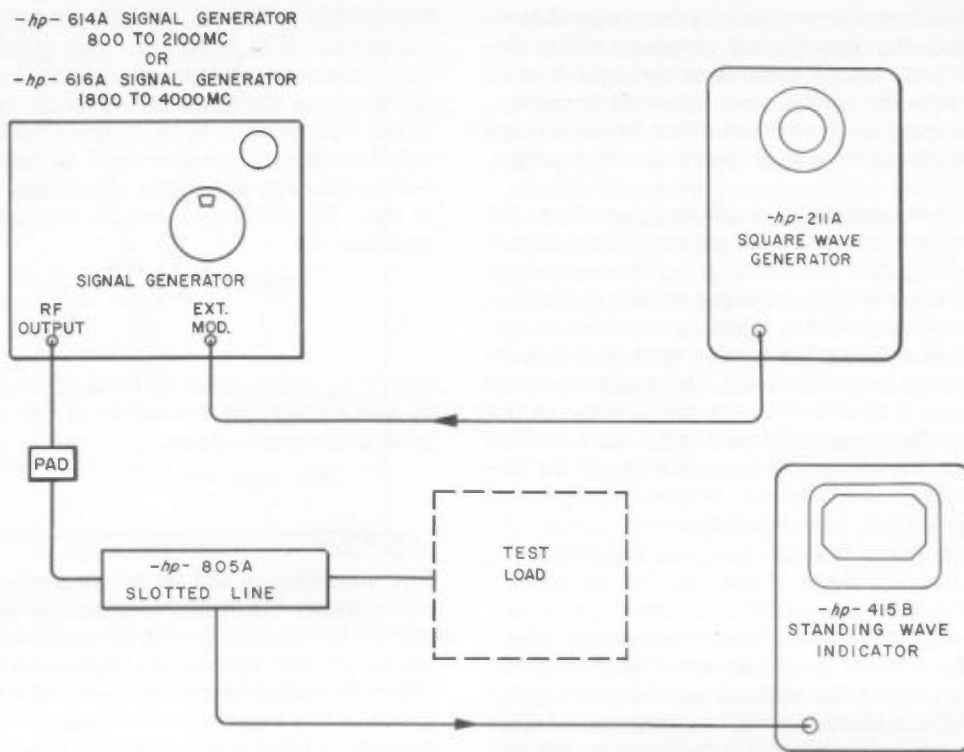 -hp- 614A SIGNAL GENERATOR
800 TO 2100MC
OR
-hp- 616A SIGNAL GENERATOR
1800 TO 4000MC
SIGNAL GENERATOR
RF
OUTPUT
EXT.
MOD.
-hp- 211A
SQUARE WAVE
GENERATOR
PAD
-hp- 805A
SLOTTED LINE
TEST
LOAD
-hp- 415B
STANDING WAVE
INDICATOR